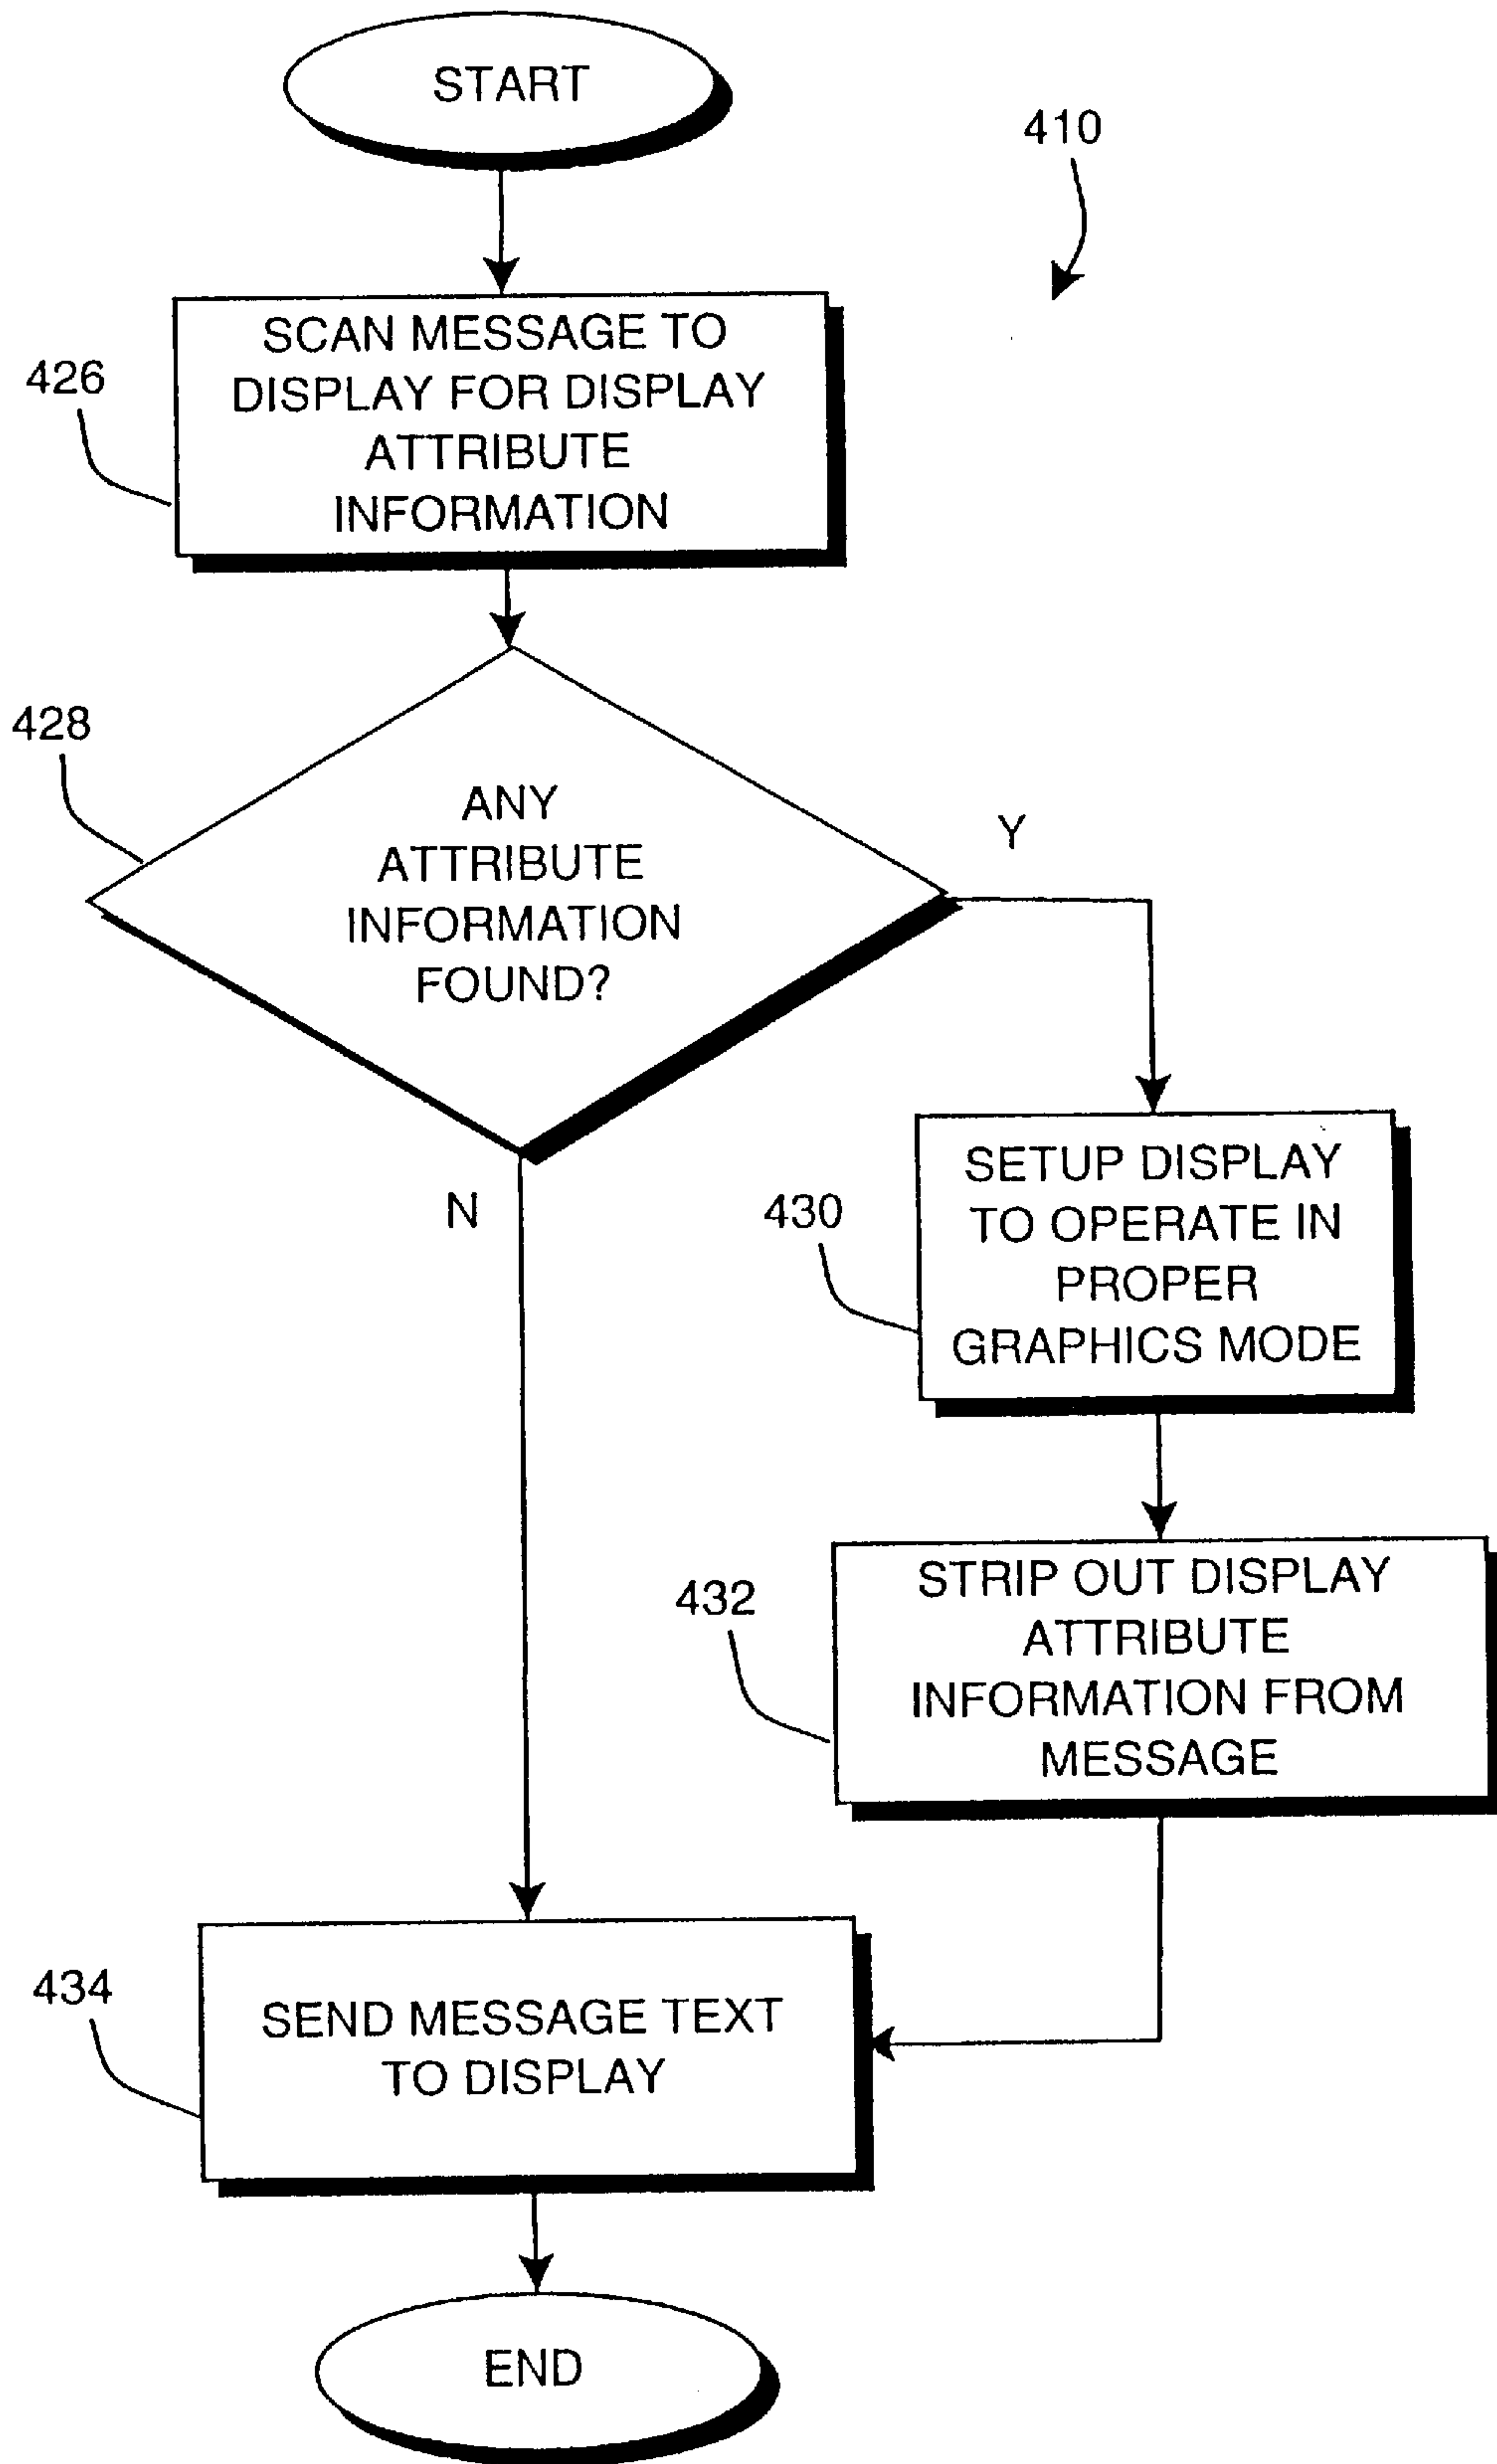 START
410
SCAN MESSAGE TO
DISPLAY FOR DISPLAY
ATTRIBUTE
INFORMATION
426
428
ANY
ATTRIBUTE
INFORMATION
FOUND?
Y
N
SETUP DISPLAY
TO OPERATE IN
PROPER
GRAPHICS MODE
430
STRIP OUT DISPLAY
ATTRIBUTE
INFORMATION FROM
MESSAGE
432
434
SEND MESSAGE TEXT
TO DISPLAY
END